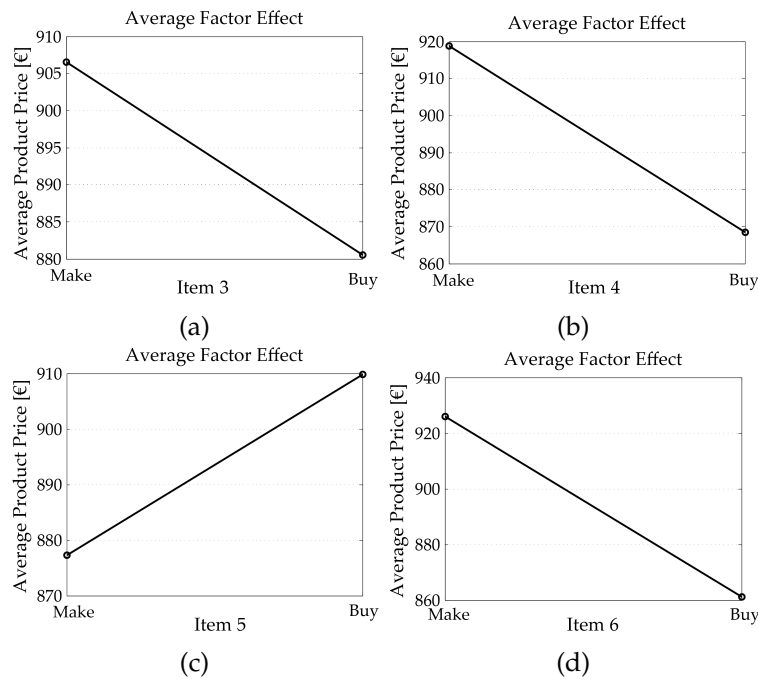 Average Factor Effect
Average Product Price [€]
910
905
900
895
890
885
880
Make
Buy
Item 3
(a)
Average Factor Effect
Average Product Price [€]
920
910
900
890
880
870
860
Make
Buy
Item 4
(b)
Average Factor Effect
Average Product Price [€]
910
900
890
880
870
Make
Buy
Item 5
(c)
Average Factor Effect
Average Product Price [€]
940
920
900
880
860
Make
Buy
Item 6
(d)